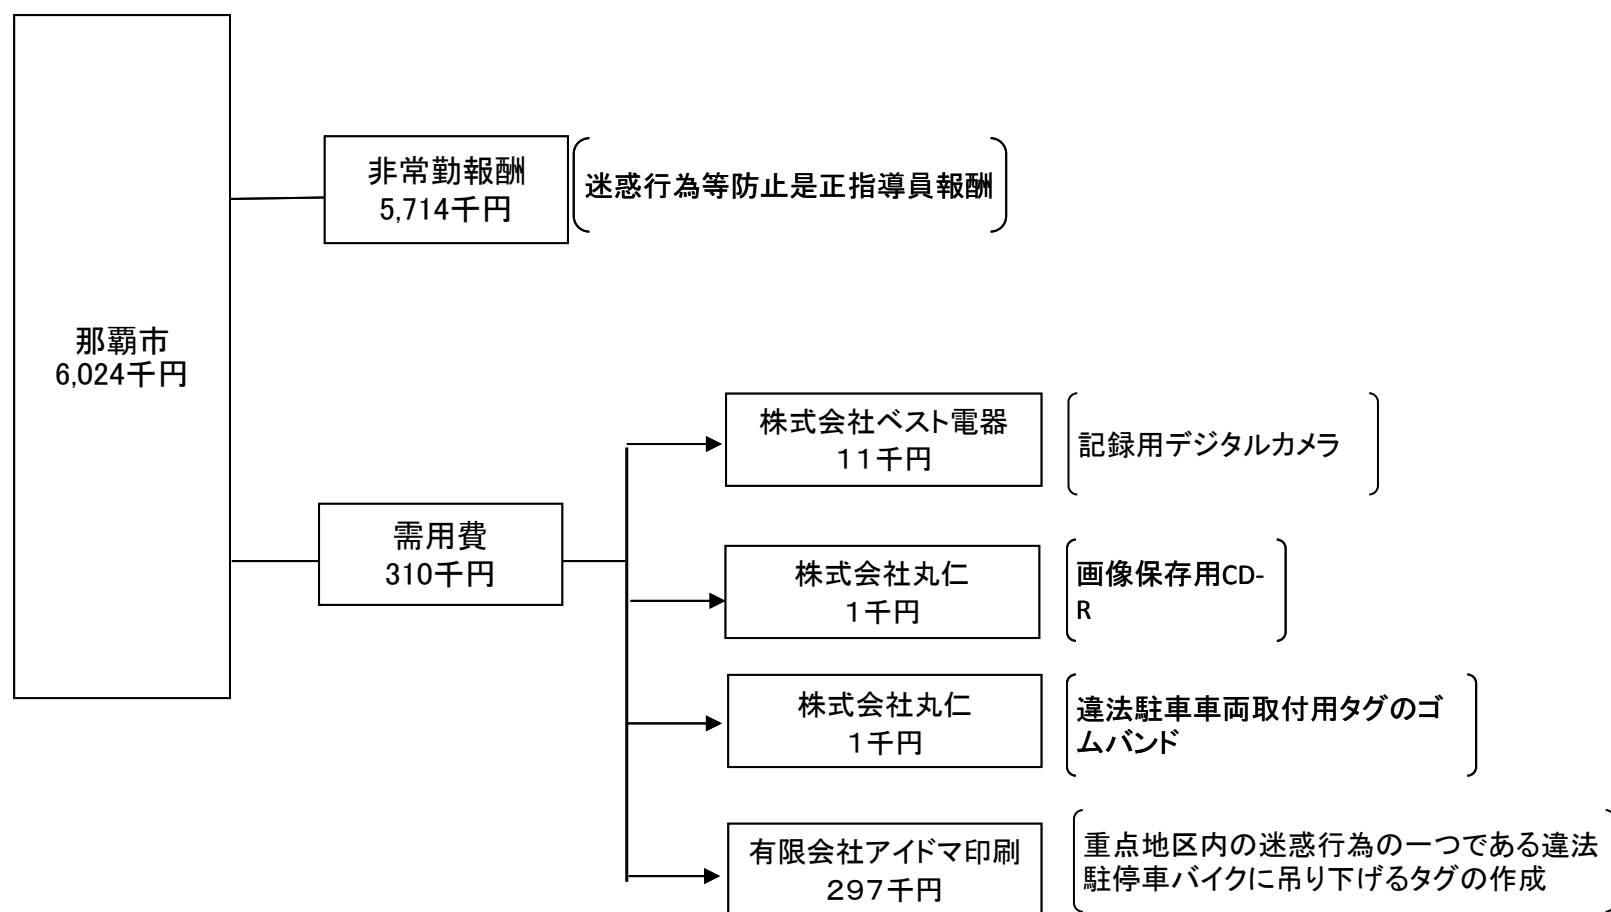 那覇市
6,024千円
非常勤報酬
5,714千円
迷惑行為等防止是正指導員報酬
需用費
310千円
株式会社ベスト電器
11千円
記録用デジタルカメラ
株式会社丸仁
1千円
画像保存用CD-
R
株式会社丸仁
1千円
違法駐車車両取付用タグのゴ
ムバンド
有限会社アイドマ印刷
297千円
重点地区内の迷惑行為の一つである違法
駐停車バイクに吊り下げるタグの作成